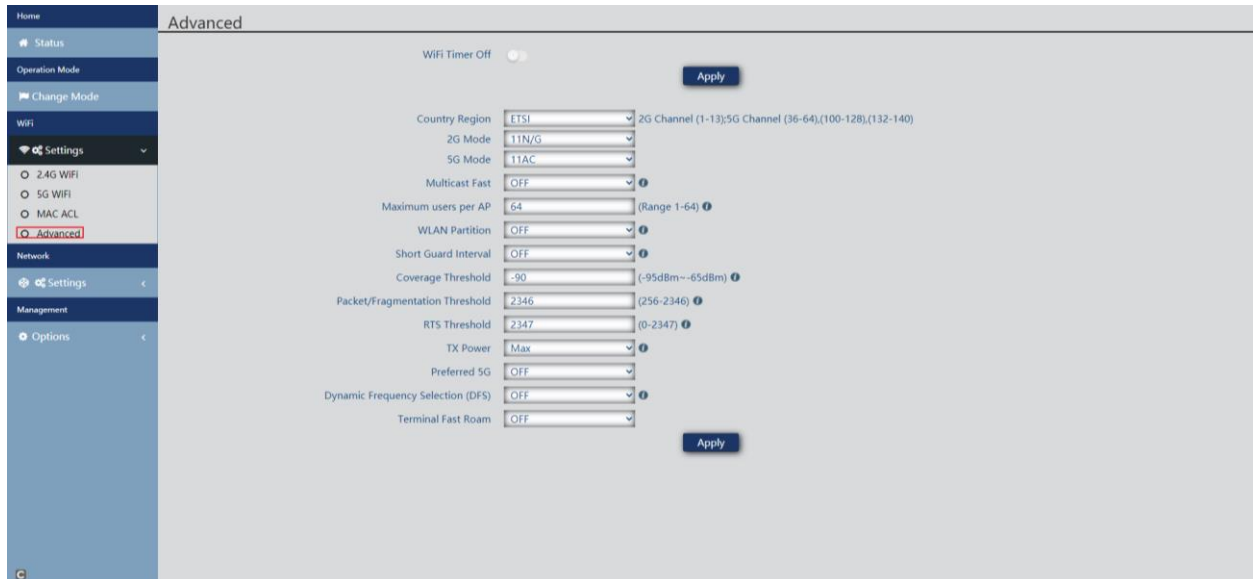 Home
Status
Operation Mode
Change Mode
WiFi
Settings
2.4G WIFI
5G WIFI
MAC ACL
Advanced
Network
Settings
Management
Options
Advanced
WiFi Timer Off
Apply
Country Region ETSI 2G Channel (1-13);5G Channel (36-64),(100-128),(132-140)
2G Mode 11N/G
5G Mode 11AC
Multicast Fast OFF
Maximum users per AP 64 (Range 1-64)
WLAN Partition OFF
Short Guard Interval OFF
Coverage Threshold -90 (-95dBm~-65dBm)
Packet/Fragmentation Threshold 2346 (256-2346)
RTS Threshold 2347 (0-2347)
TX Power Max
Preferred 5G OFF
Dynamic Frequency Selection (DFS) OFF
Terminal Fast Roam OFF
Apply